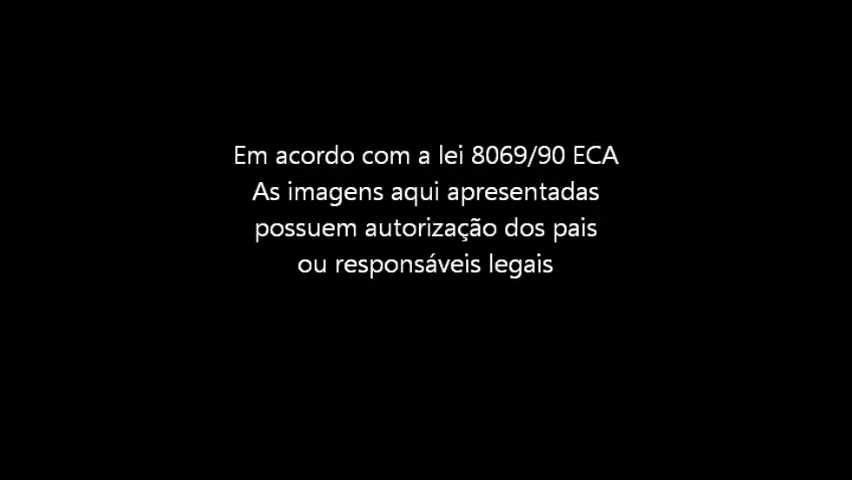 Em acordo com a lei 8069/90 ECA
As imagens aqui apresentadas
possuem autorização dos pais
ou responsáveis legais